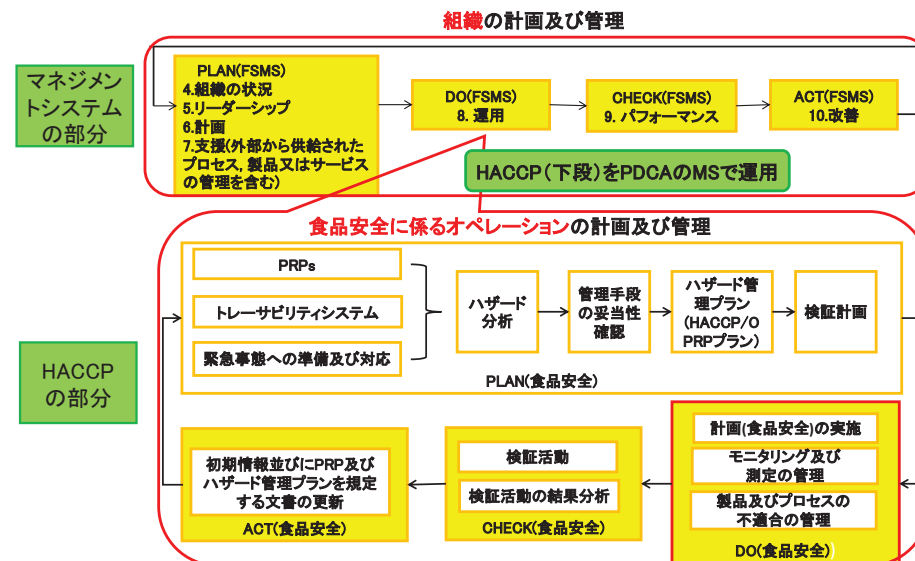 組織の計画及び管理
マネジメン
トシステム
の部分
PLAN(FSMS)
4.組織の状況
5.リーダーシップ
6.計画
7.支援(外部から供給された
プロセス, 製品又はサービス
の管理を含む)
DO(FSMS)
8. 運用
CHECK(FSMS)
9. パフォーマンス
ACT(FSMS)
10.改善
HACCP(下段)をPDCAのMSで運用
食品安全に係るオペレーションの計画及び管理
HACCP
の部分
PRPs
トレーサビリティシステム
緊急事態への準備及び対応
ハザード
分析
管理手段
の妥当性
確認
ハザード管
理プラン
(HACCP/O
PRPプラン)
検証計画
PLAN(食品安全)
初期情報並びにPRP及び
ハザード管理プランを規定
する文書の更新
ACT(食品安全)
検証活動
検証活動の結果分析
CHECK(食品安全)
計画(食品安全)の実施
モニタリング及び
測定の管理
製品及びプロセスの
不適合の管理
DO(食品安全))